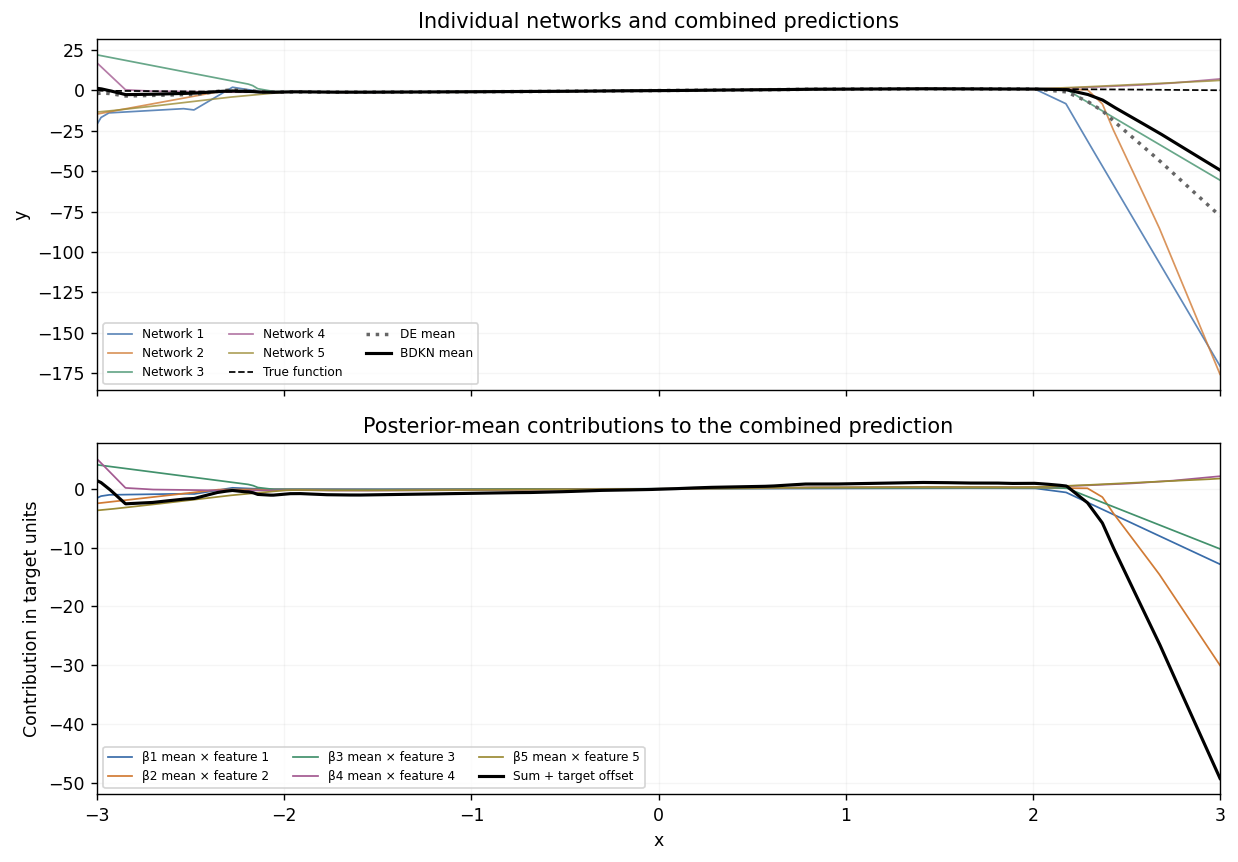 Individual networks and combined predictions
25
0
−25
−50
−75
−100
−125
−150
−175
y
Network 1
Network 2
Network 3
Network 4
Network 5
True function
DE mean
BDKN mean
Posterior-mean contributions to the combined prediction
0
−10
−20
−30
−40
−50
Contribution in target units
β1 mean × feature 1
β2 mean × feature 2
β3 mean × feature 3
β4 mean × feature 4
β5 mean × feature 5
Sum + target offset
−3
−2
−1
0
1
2
3
x